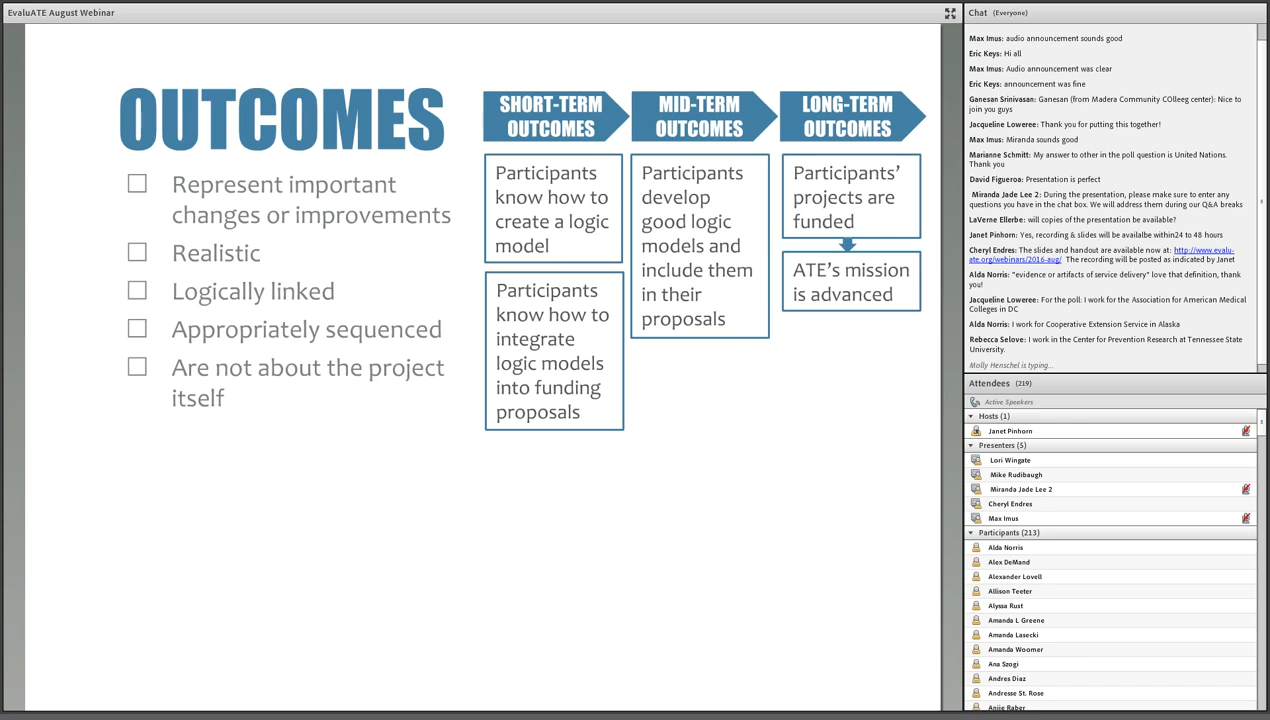 EvaluATE August Webinar
OUTCOMES
Represent important
changes or improvements
Realistic
Logically linked
Appropriately sequenced
Are not about the project
itself
SHORT-TERM
OUTCOMES
Participants
know how to
create a logic
model
Participants
know how to
integrate
logic models
into funding
proposals
MID-TERM
OUTCOMES
Participants
develop
good logic
models and
include them
in their
proposals
LONG-TERM
OUTCOMES
Participants’
projects are
funded
ATE’s mission
is advanced
Chat (Everyone)
Max Imus: audio announcement sounds good
Eric Keys: Hi all
Max Imus: Audio announcement was clear
Eric Keys: announcement was fine
Ganesan Srinivasan: Ganesan (from Madera Community COlleeg center): Nice to
join you guys
Jacqueline Loweree: Thank you for putting this together!
Max Imus: Miranda sounds good
Marianne Schmitt: My answer to other in the poll question is United Nations.
Thank you
David Figueroa: Presentation is perfect
Miranda Jade Lee 2: During the presentation, please make sure to enter any
questions you have in the chat box. We will address them during our Q&A breaks
LaVerne Ellerbe: will copies of the presentation be available?
Janet Pinhorn: Yes, recording & slides will be availalbe within24 to 48 hours
Cheryl Endres: The slides and handout are available now at: http://www.evalu-
ate.org/webinars/2016-aug/ The recording will be posted as indicated by Janet
Alda Norris: "evidence or artifacts of service delivery" love that definition, thank
you!
Jacqueline Loweree: For the poll: I work for the Association for American Medical
Colleges in DC
Alda Norris: I work for Cooperative Extension Service in Alaska
Rebecca Selove: I work in the Center for Prevention Research at Tennessee State
University.
Molly Henschel is typing...
Attendees (219)
Active Speakers
Hosts (1)
Janet Pinhorn
Presenters (5)
Lori Wingate
Mike Rudibaugh
Miranda Jade Lee 2
Cheryl Endres
Max Imus
Participants (213)
Alda Norris
Alex DeMand
Alexander Lovell
Allison Teeter
Alyssa Rust
Amanda L Greene
Amanda Lasecki
Amanda Woomer
Ana Szogi
Andres Diaz
Andresse St. Rose